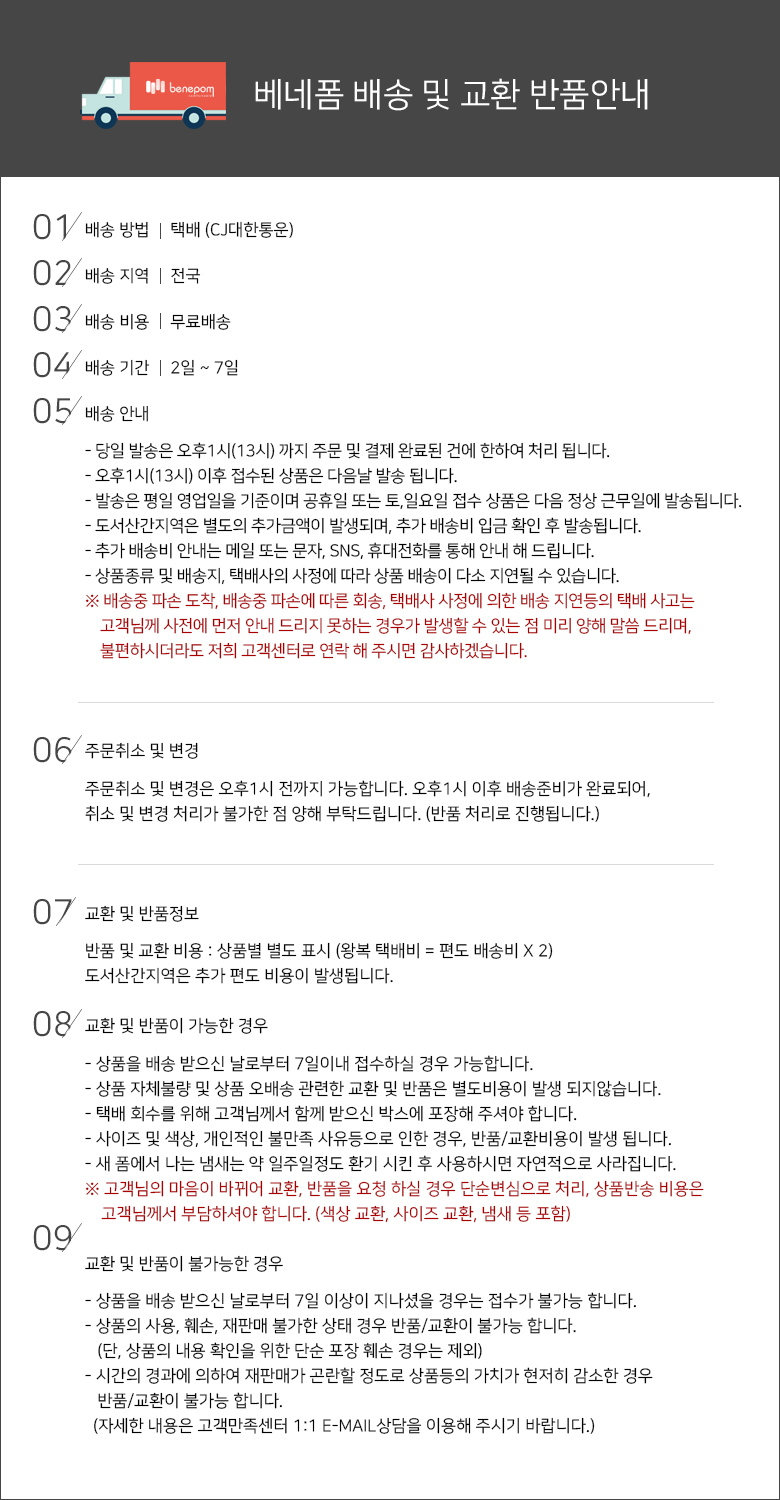 benepom
베네폼 배송 및 교환 반품안내
01 배송 방법 | 택배 (CJ대한통운)
02 배송 지역 | 전국
03 배송 비용 | 무료배송
04 배송 기간 | 2일 ~ 7일
05 배송 안내
- 당일 발송은 오후1시(13시) 까지 주문 및 결제 완료된 건에 한하여 처리 됩니다.
- 오후1시(13시) 이후 접수된 상품은 다음날 발송 됩니다.
- 발송은 평일 영업일을 기준이며 공휴일 또는 토,일요일 접수 상품은 다음 정상 근무일에 발송됩니다.
- 도서산간지역은 별도의 추가금액이 발생되며, 추가 배송비 입금 확인 후 발송됩니다.
- 추가 배송비 안내는 메일 또는 문자, SNS, 휴대전화를 통해 안내 해 드립니다.
- 상품종류 및 배송지, 택배사의 사정에 따라 상품 배송이 다소 지연될 수 있습니다.
※ 배송중 파손 도착, 배송중 파손에 따른 회송, 택배사 사정에 의한 배송 지연등의 택배 사고는
고객님께 사전에 먼저 안내 드리지 못하는 경우가 발생할 수 있는 점 미리 양해 말씀 드리며,
불편하시더라도 저희 고객센터로 연락 해 주시면 감사하겠습니다.
06 주문취소 및 변경
주문취소 및 변경은 오후1시 전까지 가능합니다. 오후1시 이후 배송준비가 완료되어,
취소 및 변경 처리가 불가한 점 양해 부탁드립니다. (반품 처리로 진행됩니다.)
07 교환 및 반품정보
반품 및 교환 비용 : 상품별 별도 표시 (왕복 택배비 = 편도 배송비 X 2)
도서산간지역은 추가 편도 비용이 발생됩니다.
08 교환 및 반품이 가능한 경우
- 상품을 배송 받으신 날로부터 7일이내 접수하실 경우 가능합니다.
- 상품 자체불량 및 상품 오배송 관련한 교환 및 반품은 별도비용이 발생 되지않습니다.
- 택배 회수를 위해 고객님께서 함께 받으신 박스에 포장해 주셔야 합니다.
- 사이즈 및 색상, 개인적인 불만족 사유등으로 인한 경우, 반품/교환비용이 발생 됩니다.
- 새 폼에서 나는 냄새는 약 일주일정도 환기 시킨 후 사용하시면 자연적으로 사라집니다.
※ 고객님의 마음이 바뀌어 교환, 반품을 요청 하실 경우 단순변심으로 처리, 상품반송 비용은
고객님께서 부담하셔야 합니다. (색상 교환, 사이즈 교환, 냄새 등 포함)
09
교환 및 반품이 불가능한 경우
- 상품을 배송 받으신 날로부터 7일 이상이 지나셨을 경우는 접수가 불가능 합니다.
- 상품의 사용, 훼손, 재판매 불가한 상태 경우 반품/교환이 불가능 합니다.
(단, 상품의 내용 확인을 위한 단순 포장 훼손 경우는 제외)
- 시간의 경과에 의하여 재판매가 곤란할 정도로 상품등의 가치가 현저히 감소한 경우
반품/교환이 불가능 합니다.
(자세한 내용은 고객만족센터 1:1 E-MAIL상담을 이용해 주시기 바랍니다.)